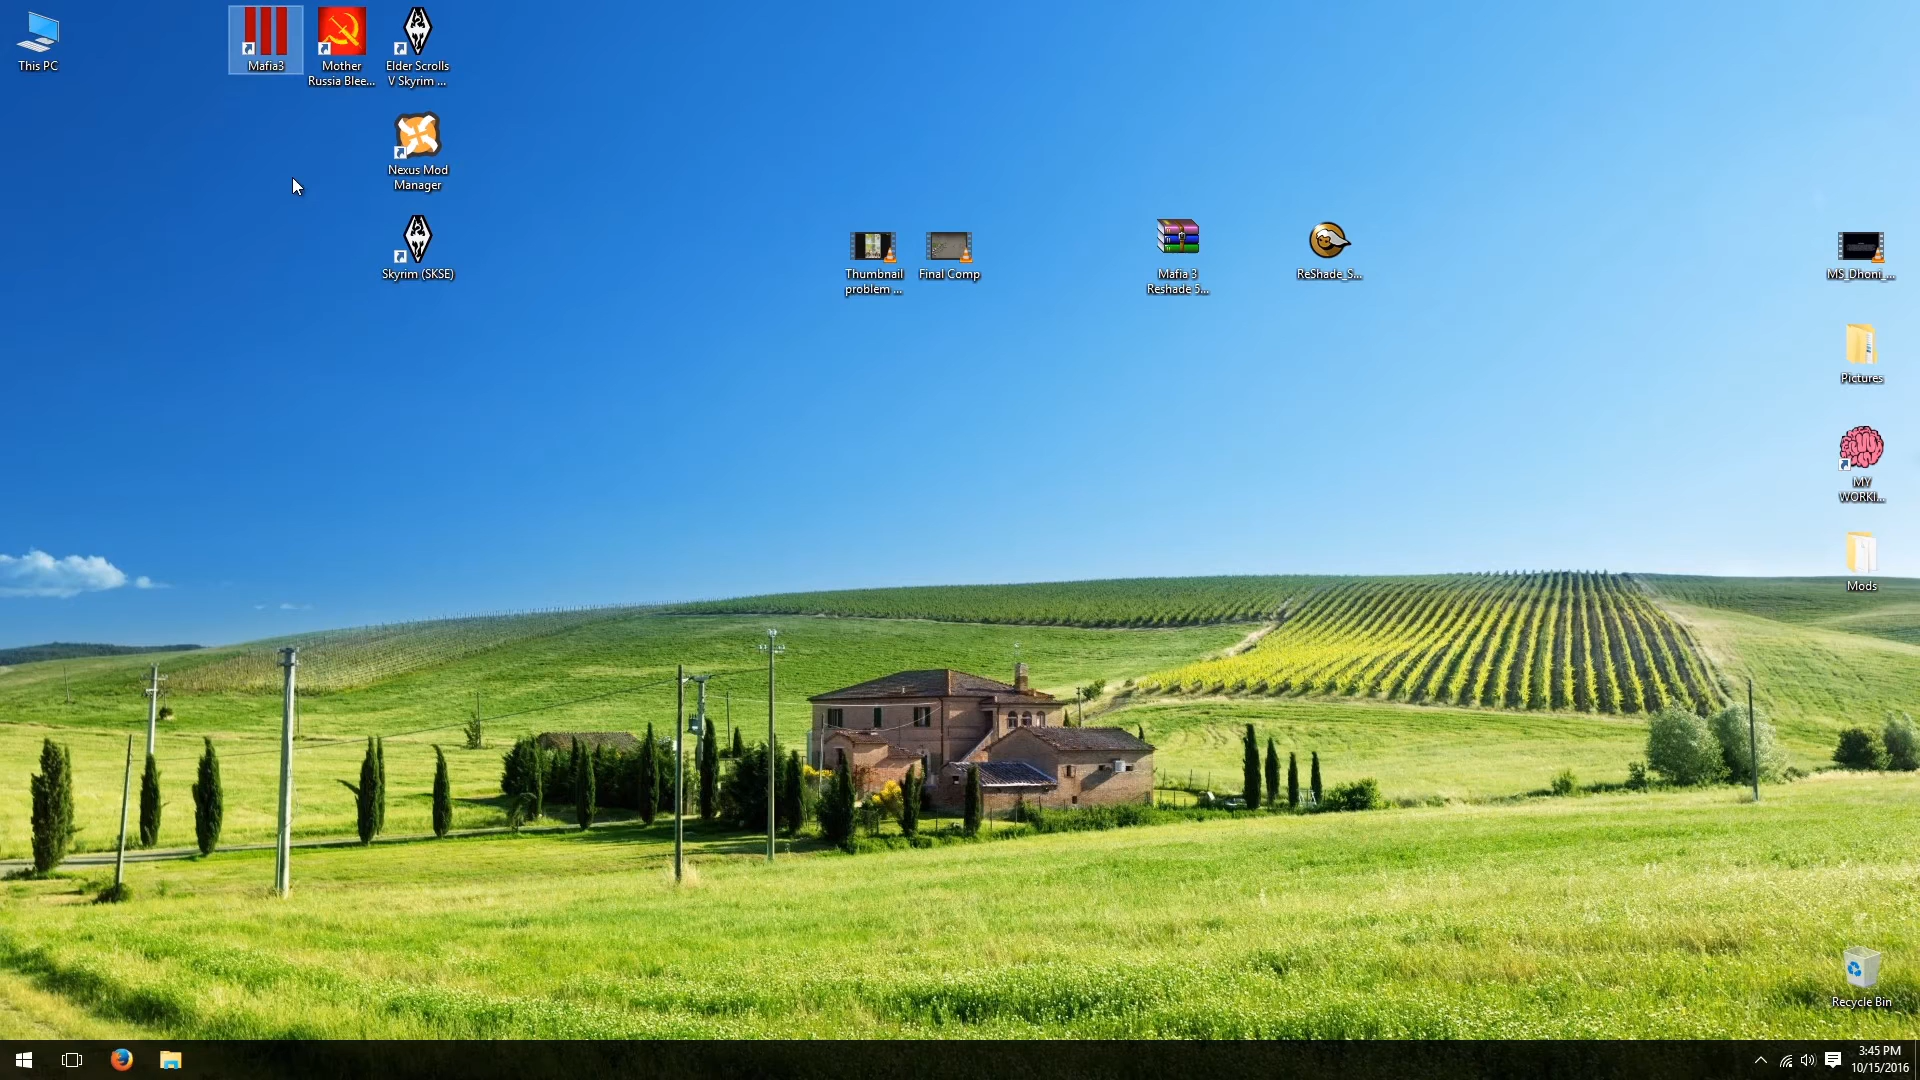 This PC
Mafia3
Mother
Russia Blee...
Elder Scrolls
V Skyrim ...
Nexus Mod
Manager
Skyrim (SKSE)
Thumbnail
problem ...
Final Comp
Mafia 3
Reshade 5...
ReShade_S...
MS_Dhoni_...
Pictures
MY
WORKI...
Mods
Recycle Bin
3:45 PM
10/15/2016